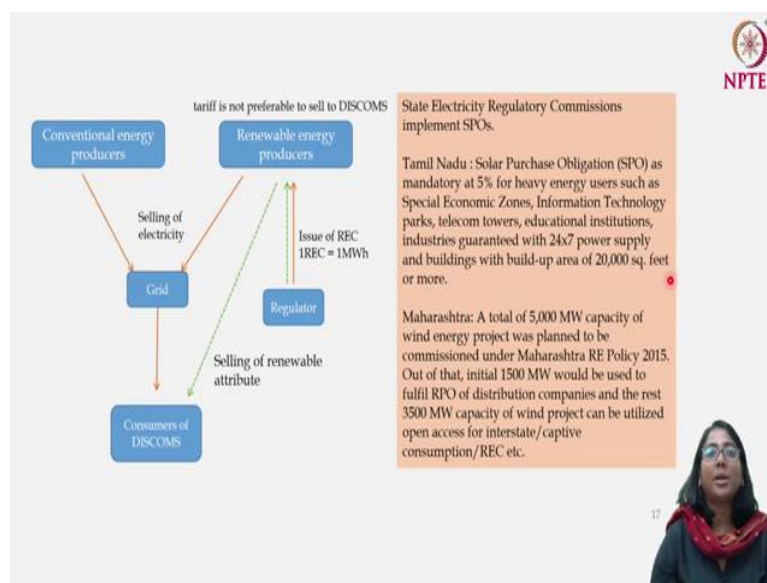 NPTE
tariff is not preferable to sell to DISCOMS
Conventional energy
producers
Renewable energy
producers
Selling of
electricity
Issue of REC
1REC = 1MWh
Grid
Regulator
Selling of renewable
attribute
Consumers of
DISCOMS
State Electricity Regulatory Commissions
implement SPOs.
Tamil Nadu : Solar Purchase Obligation (SPO) as
mandatory at 5% for heavy energy users such as
Special Economic Zones, Information Technology
parks, telecom towers, educational institutions,
industries guaranteed with 24x7 power supply
and buildings with build-up area of 20,000 sq. feet
or more.
Maharashtra: A total of 5,000 MW capacity of
wind energy project was planned to be
commissioned under Maharashtra RE Policy 2015.
Out of that, initial 1500 MW would be used to
fulfil RPO of distribution companies and the rest
3500 MW capacity of wind project can be utilized
open access for interstate/captive
consumption/REC etc.
17